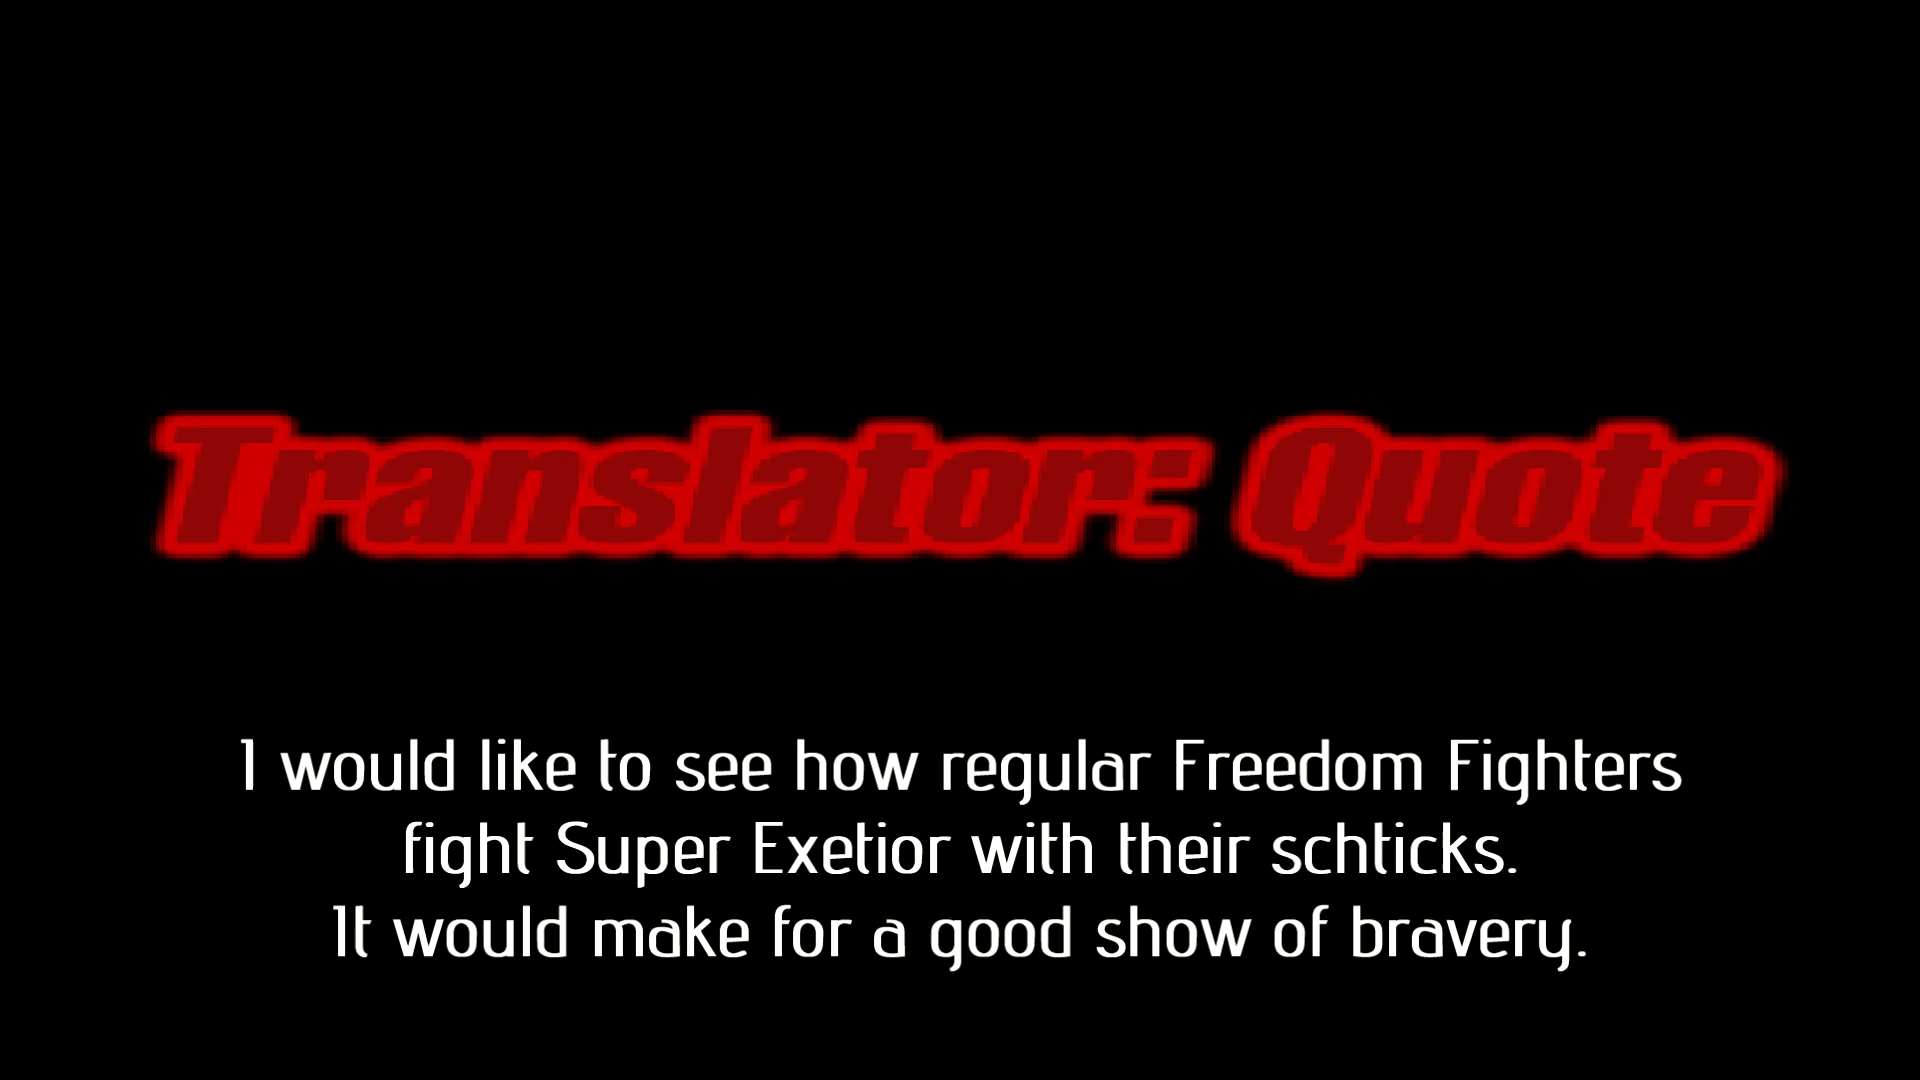 Translator: Quote
I would like to see how regular Freedom Fighters
fight Super Exetior with their schticks.
It would make for a good show of bravery.